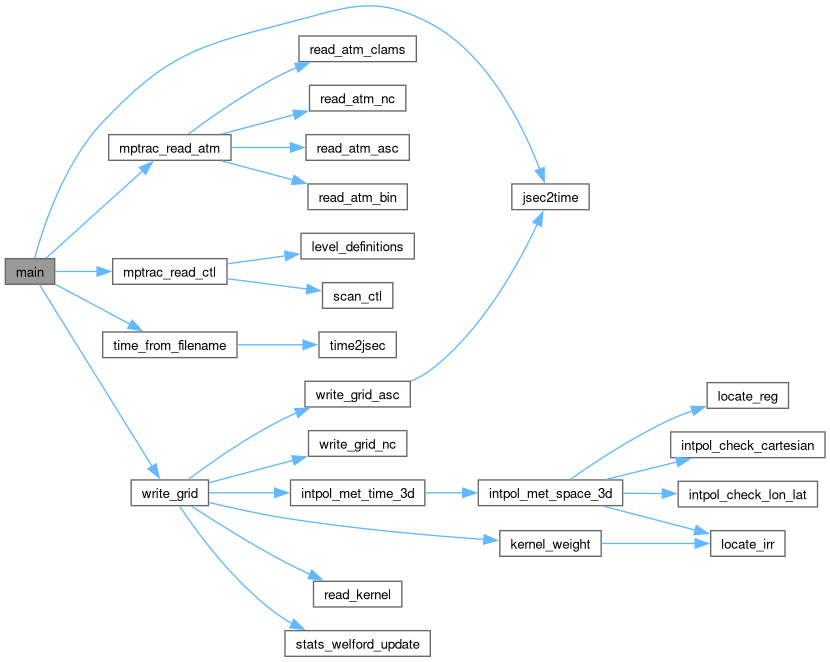 read_atm_clams
read_atm_nc
mptrac_read_atm
read_atm_asc
read_atm_bin
jsec2time
level_definitions
main
mptrac_read_ctl
scan_ctl
time_from_filename
time2jsec
write_grid_asc
locate_reg
write_grid_nc
intpol_check_cartesian
write_grid
intpol_met_time_3d
intpol_met_space_3d
intpol_check_lon_lat
kernel_weight
locate_irr
read_kernel
stats_welford_update